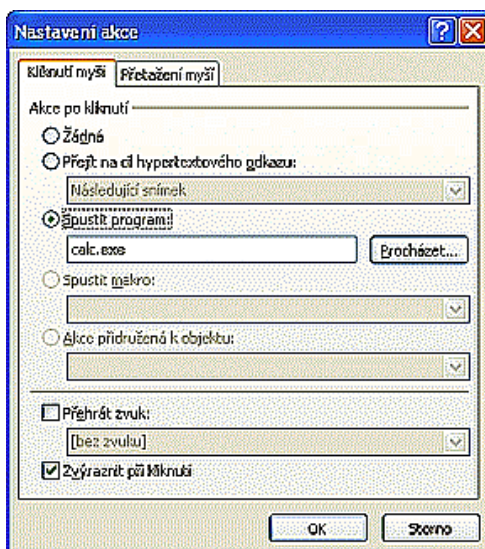 Nastavení akce
Kliknutí myší Přetažení myší
Akce po kliknutí
Žádná
Přejít na cíl hypertextového odkazu:
Následující snímek
Spustit program:
calc.exe Procházet...
Spustit makro:
Akce přidružená k objektu:
Přehrát zvuk:
[bez zvuku]
Zvýraznit při kliknutí
OK Storno